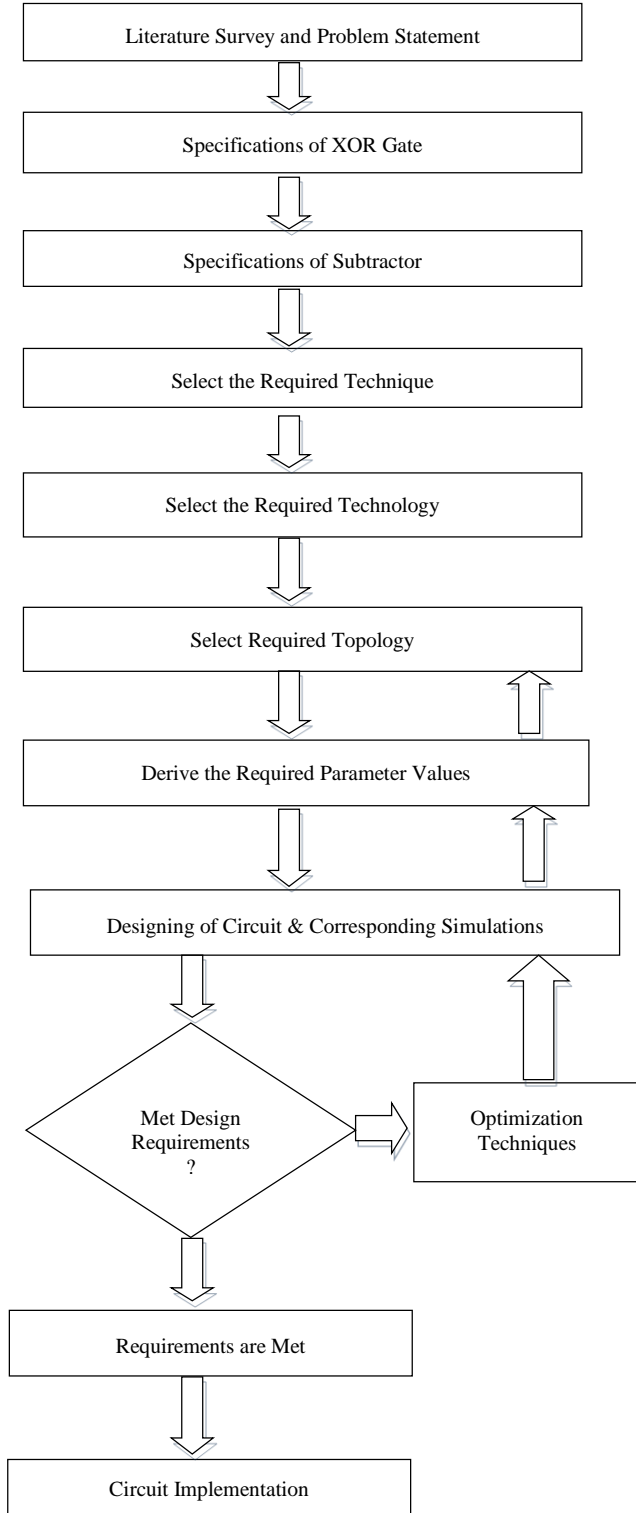 Literature Survey and Problem Statement
Specifications of XOR Gate
Specifications of Subtractor
Select the Required Technique
Select the Required Technology
Select Required Topology
Derive the Required Parameter Values
Designing of Circuit & Corresponding Simulations
Met Design
Requirements
?
Optimization
Techniques
Requirements are Met
Circuit Implementation